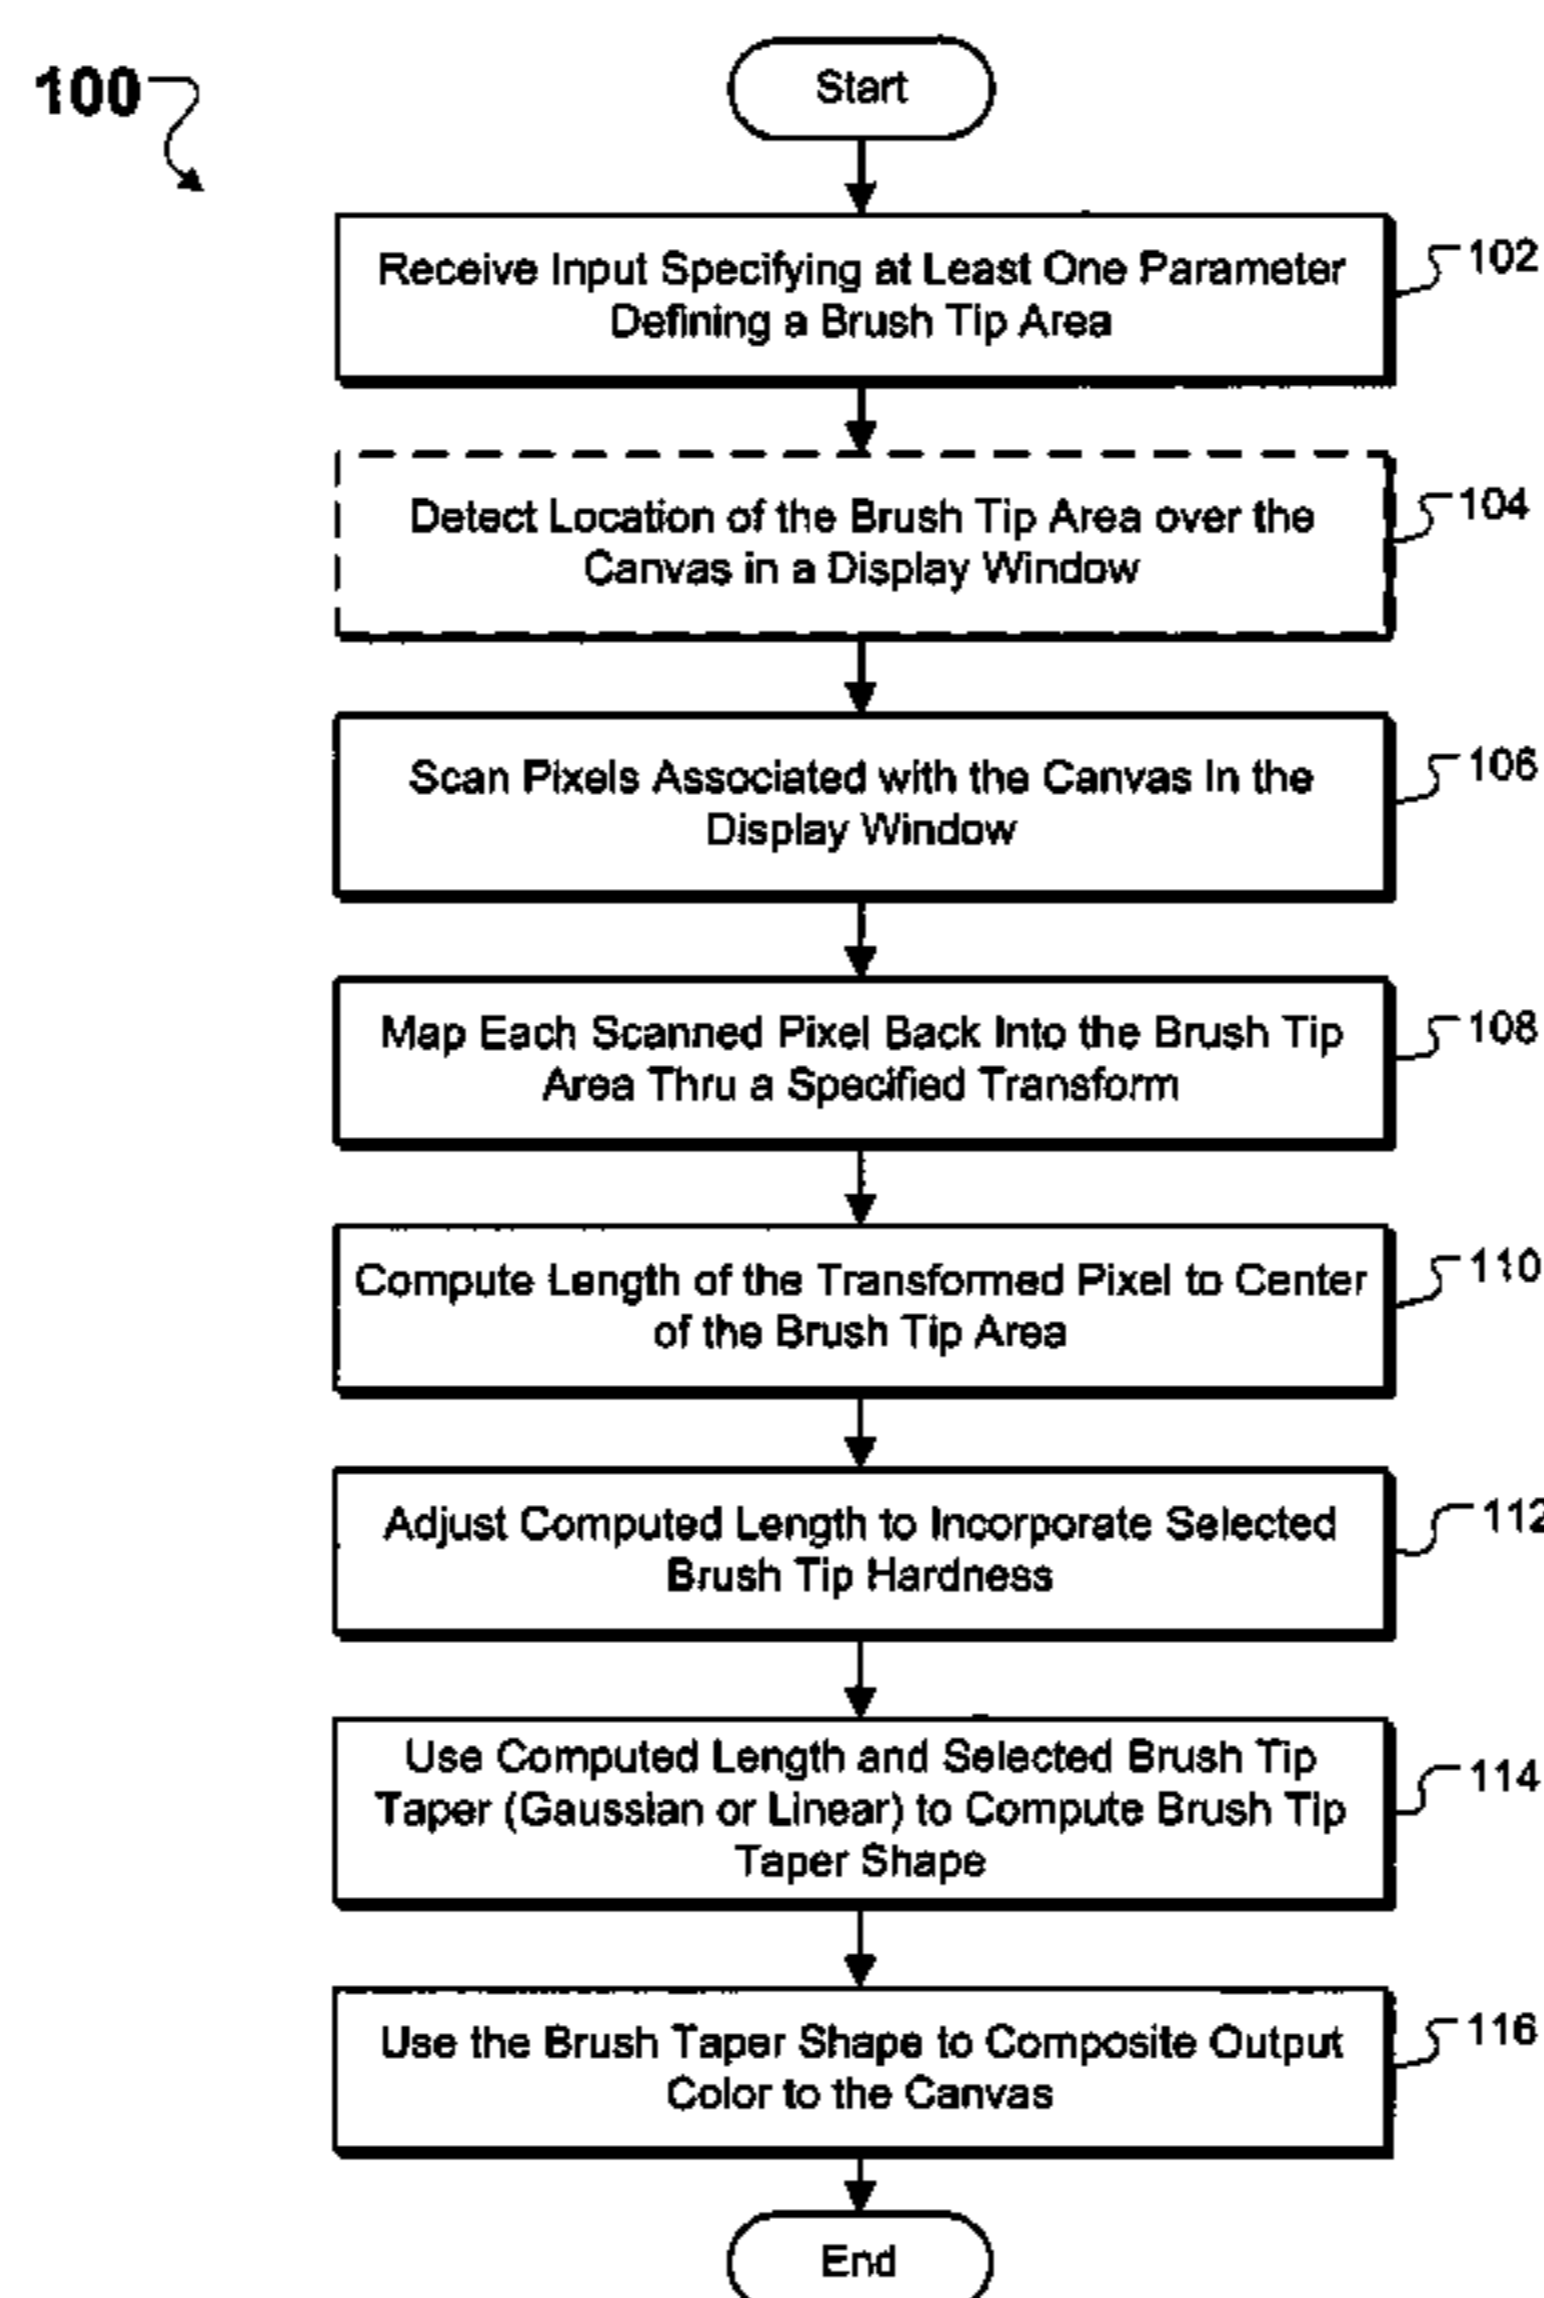 100
Start
Receive Input Specifying at Least One Parameter
Defining a Brush Tip Area
102
Detect Location of the Brush Tip Area over the
Canvas in a Display Window
104
Scan Pixels Associated with the Canvas In the
Display Window
106
Map Each Scanned Pixel Back Into the Brush Tip
Area Thru a Specified Transform
108
Compute Length of the Transformed Pixel to Center
of the Brush Tip Area
110
Adjust Computed Length to Incorporate Selected
Brush Tip Hardness
112
Use Computed Length and Selected Brush Tip
Taper (Gaussian or Linear) to Compute Brush Tip
Taper Shape
114
Use the Brush Taper Shape to Composite Output
Color to the Canvas
116
End